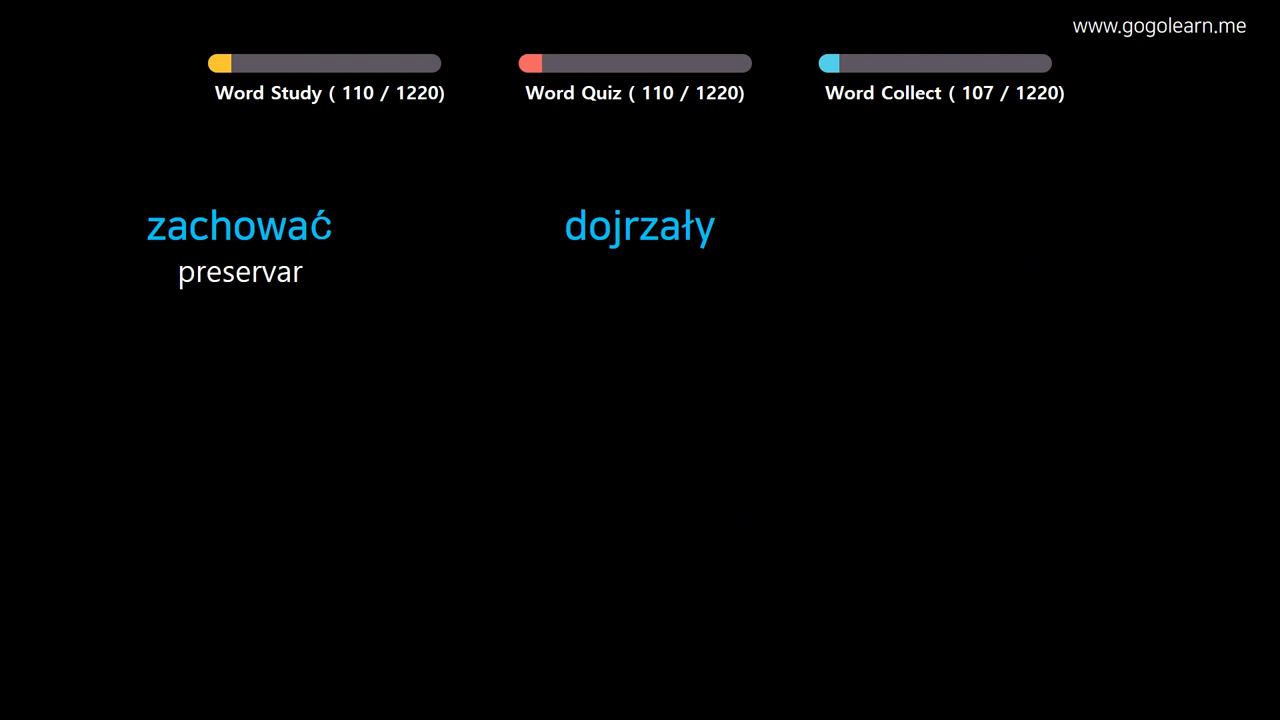 www.gogolearn.me
Word Study ( 110 / 1220)
Word Quiz ( 110 / 1220)
Word Collect ( 107 / 1220)
zachować
preservar
dojrzały